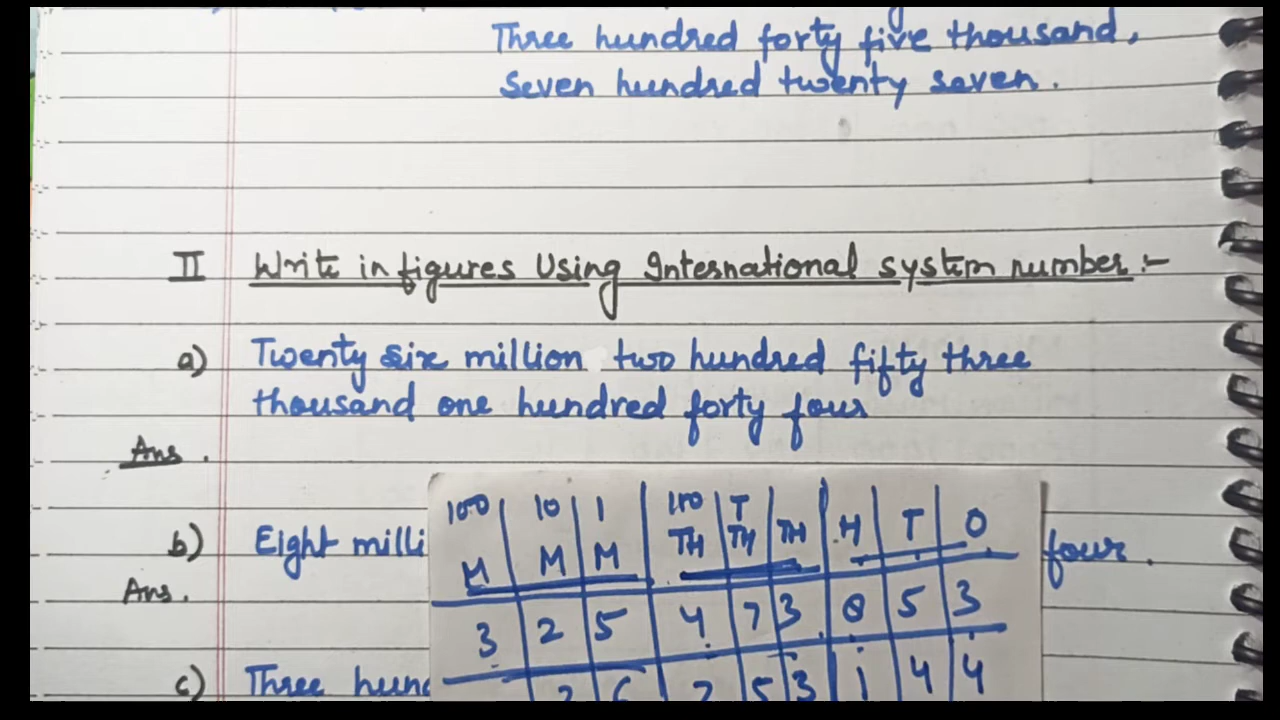 Three hundred forty five thousand,
Seven hundred twenty seven.
II Write in figures Using International system number :-
a) Twenty six million two hundred fifty three
thousand one hundred forty four
Ans.
b) Eight milli four.
Ans.
c) Three hund
100 M 10 M 1 M 100 TH T TH TH H T O
3 2 5 4 7 3 0 5 3
2 6 2 5 3 1 4 4